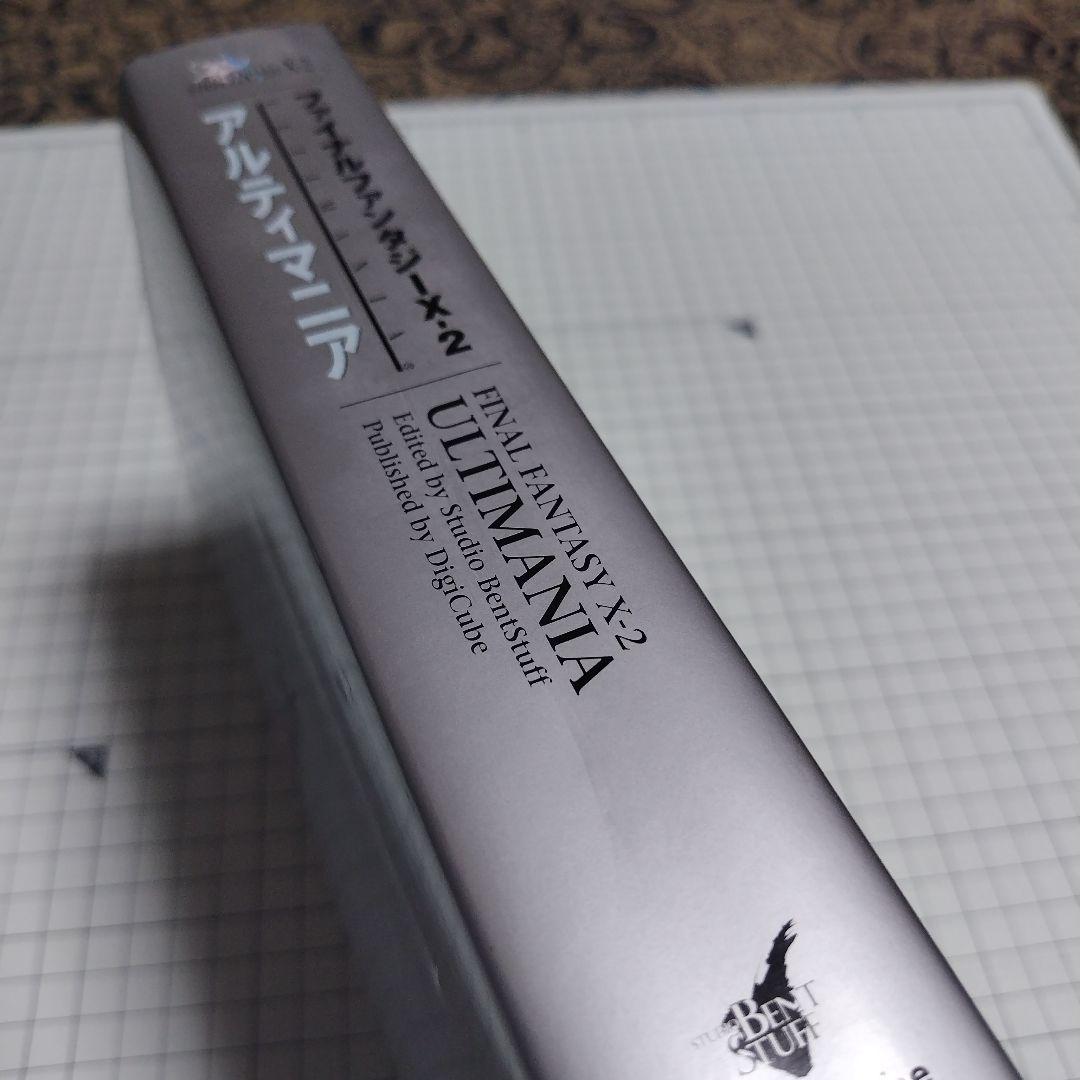 ファイナルファンタジーX-2
アルティマニア
FINAL FANTASY X-2
ULTIMANIA
Edited by Studio BentStuff
Published by DigiCube
STUDIO
BENT
STUFF